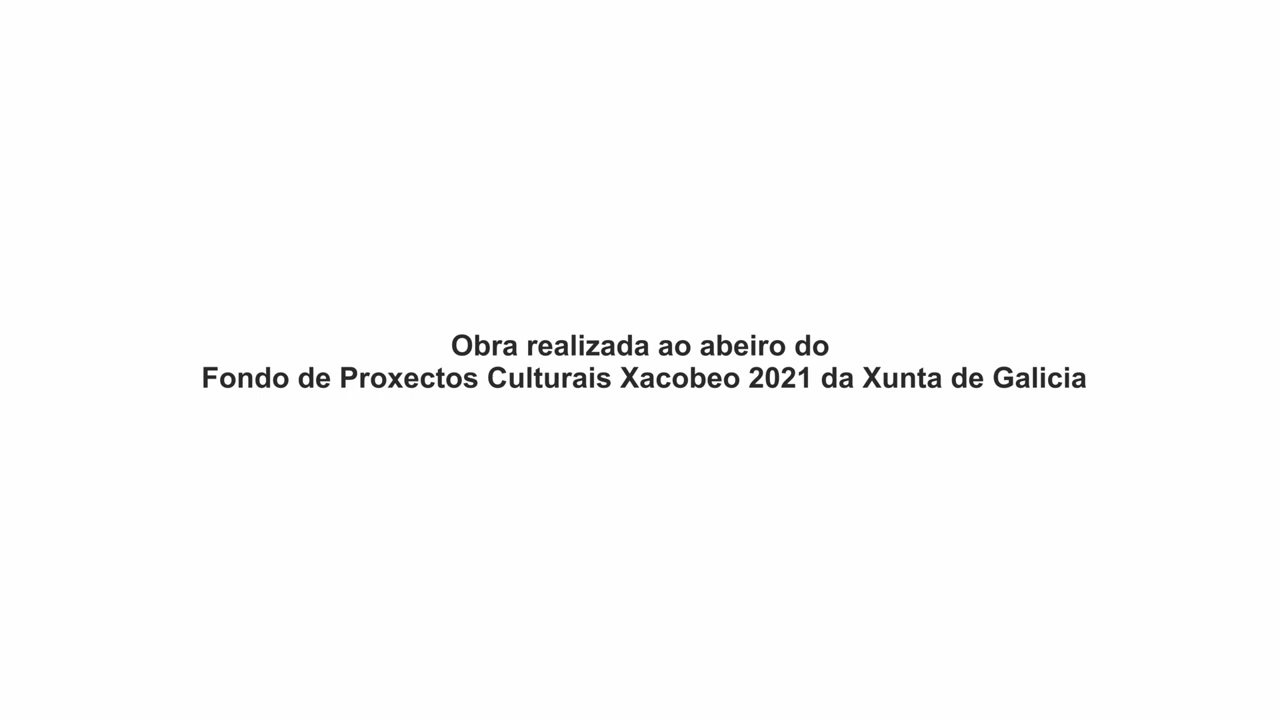 Obra realizada ao abeiro do
Fondo de Proxectos Culturais Xacobeo 2021 da Xunta de Galicia